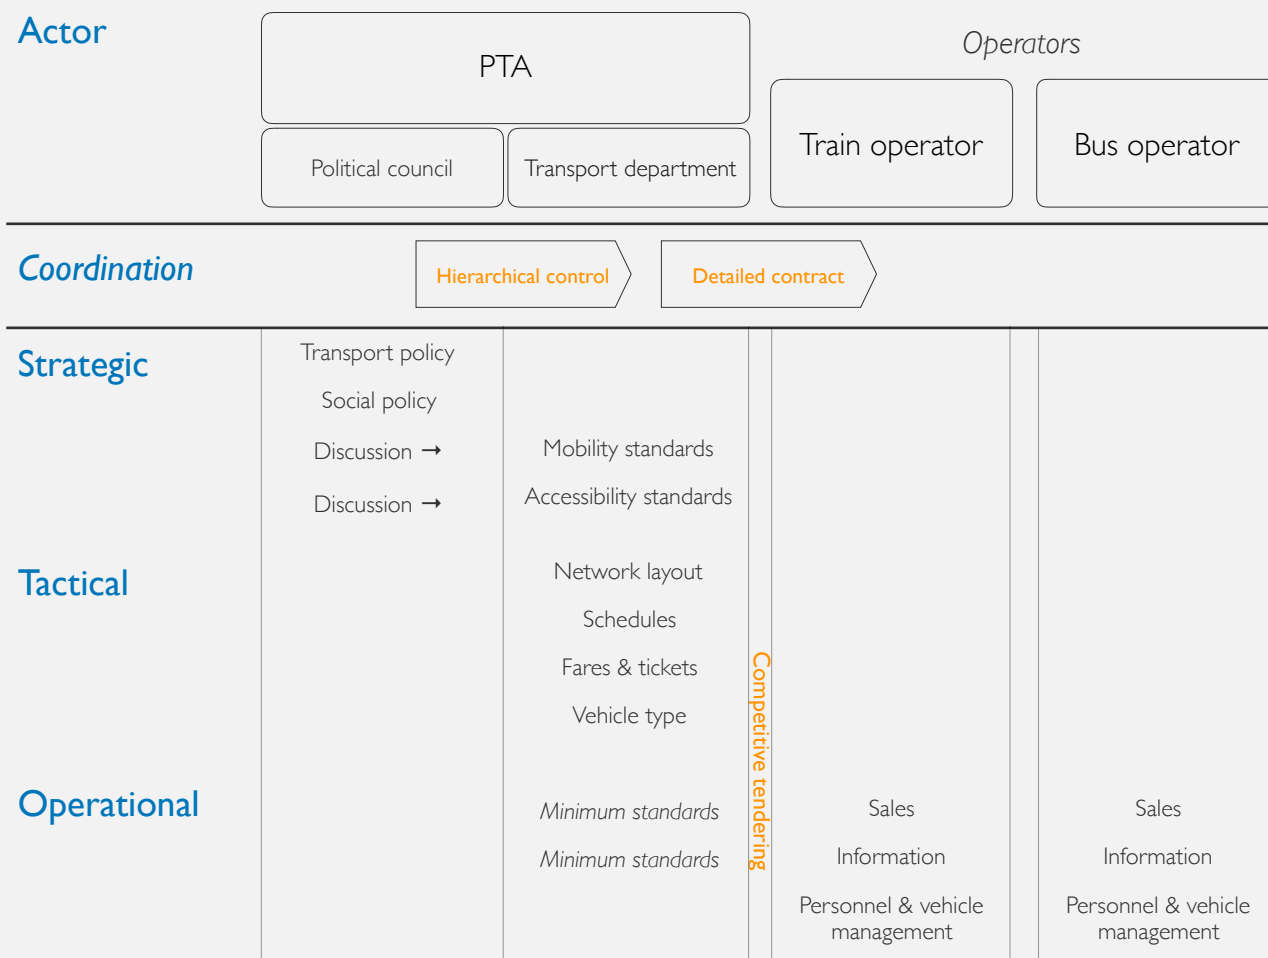 Actor
PTA
Operators
Political council
Transport department
Train operator
Bus operator
Coordination
Hierarchical control
Detailed contract
Strategic
Transport policy
Social policy
Discussion →
Mobility standards
Discussion →
Accessibility standards
Tactical
Network layout
Schedules
Fares & tickets
Vehicle type
Competitive tendering
Operational
Minimum standards
Sales
Sales
Minimum standards
Information
Information
Personnel & vehicle
management
Personnel & vehicle
management